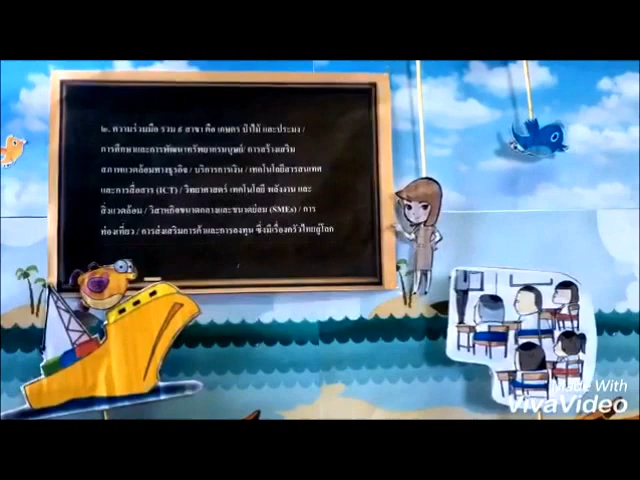 ๒. ความร่วมมือ รวม ๙ สาขา คือ เกษตร ป่าไม้ และประมง /
การศึกษาและการพัฒนาทรัพยากรมนุษย์/ การสร้างเสริม
สภาพแวดล้อมทางธุรกิจ / บริการการเงิน / เทคโนโลยีสารสนเทศ
และการสื่อสาร (ICT) / วิทยาศาสตร์ เทคโนโลยี พลังงาน และ
สิ่งแวดล้อม / วิสาหกิจขนาดกลางและขนาดย่อม (SMEs) / การ
ท่องเที่ยว / การส่งเสริมการค้าและการลงทุน ซึ่งมีเรื่องครัวไทยสู่โลก
Made With
VivaVideo